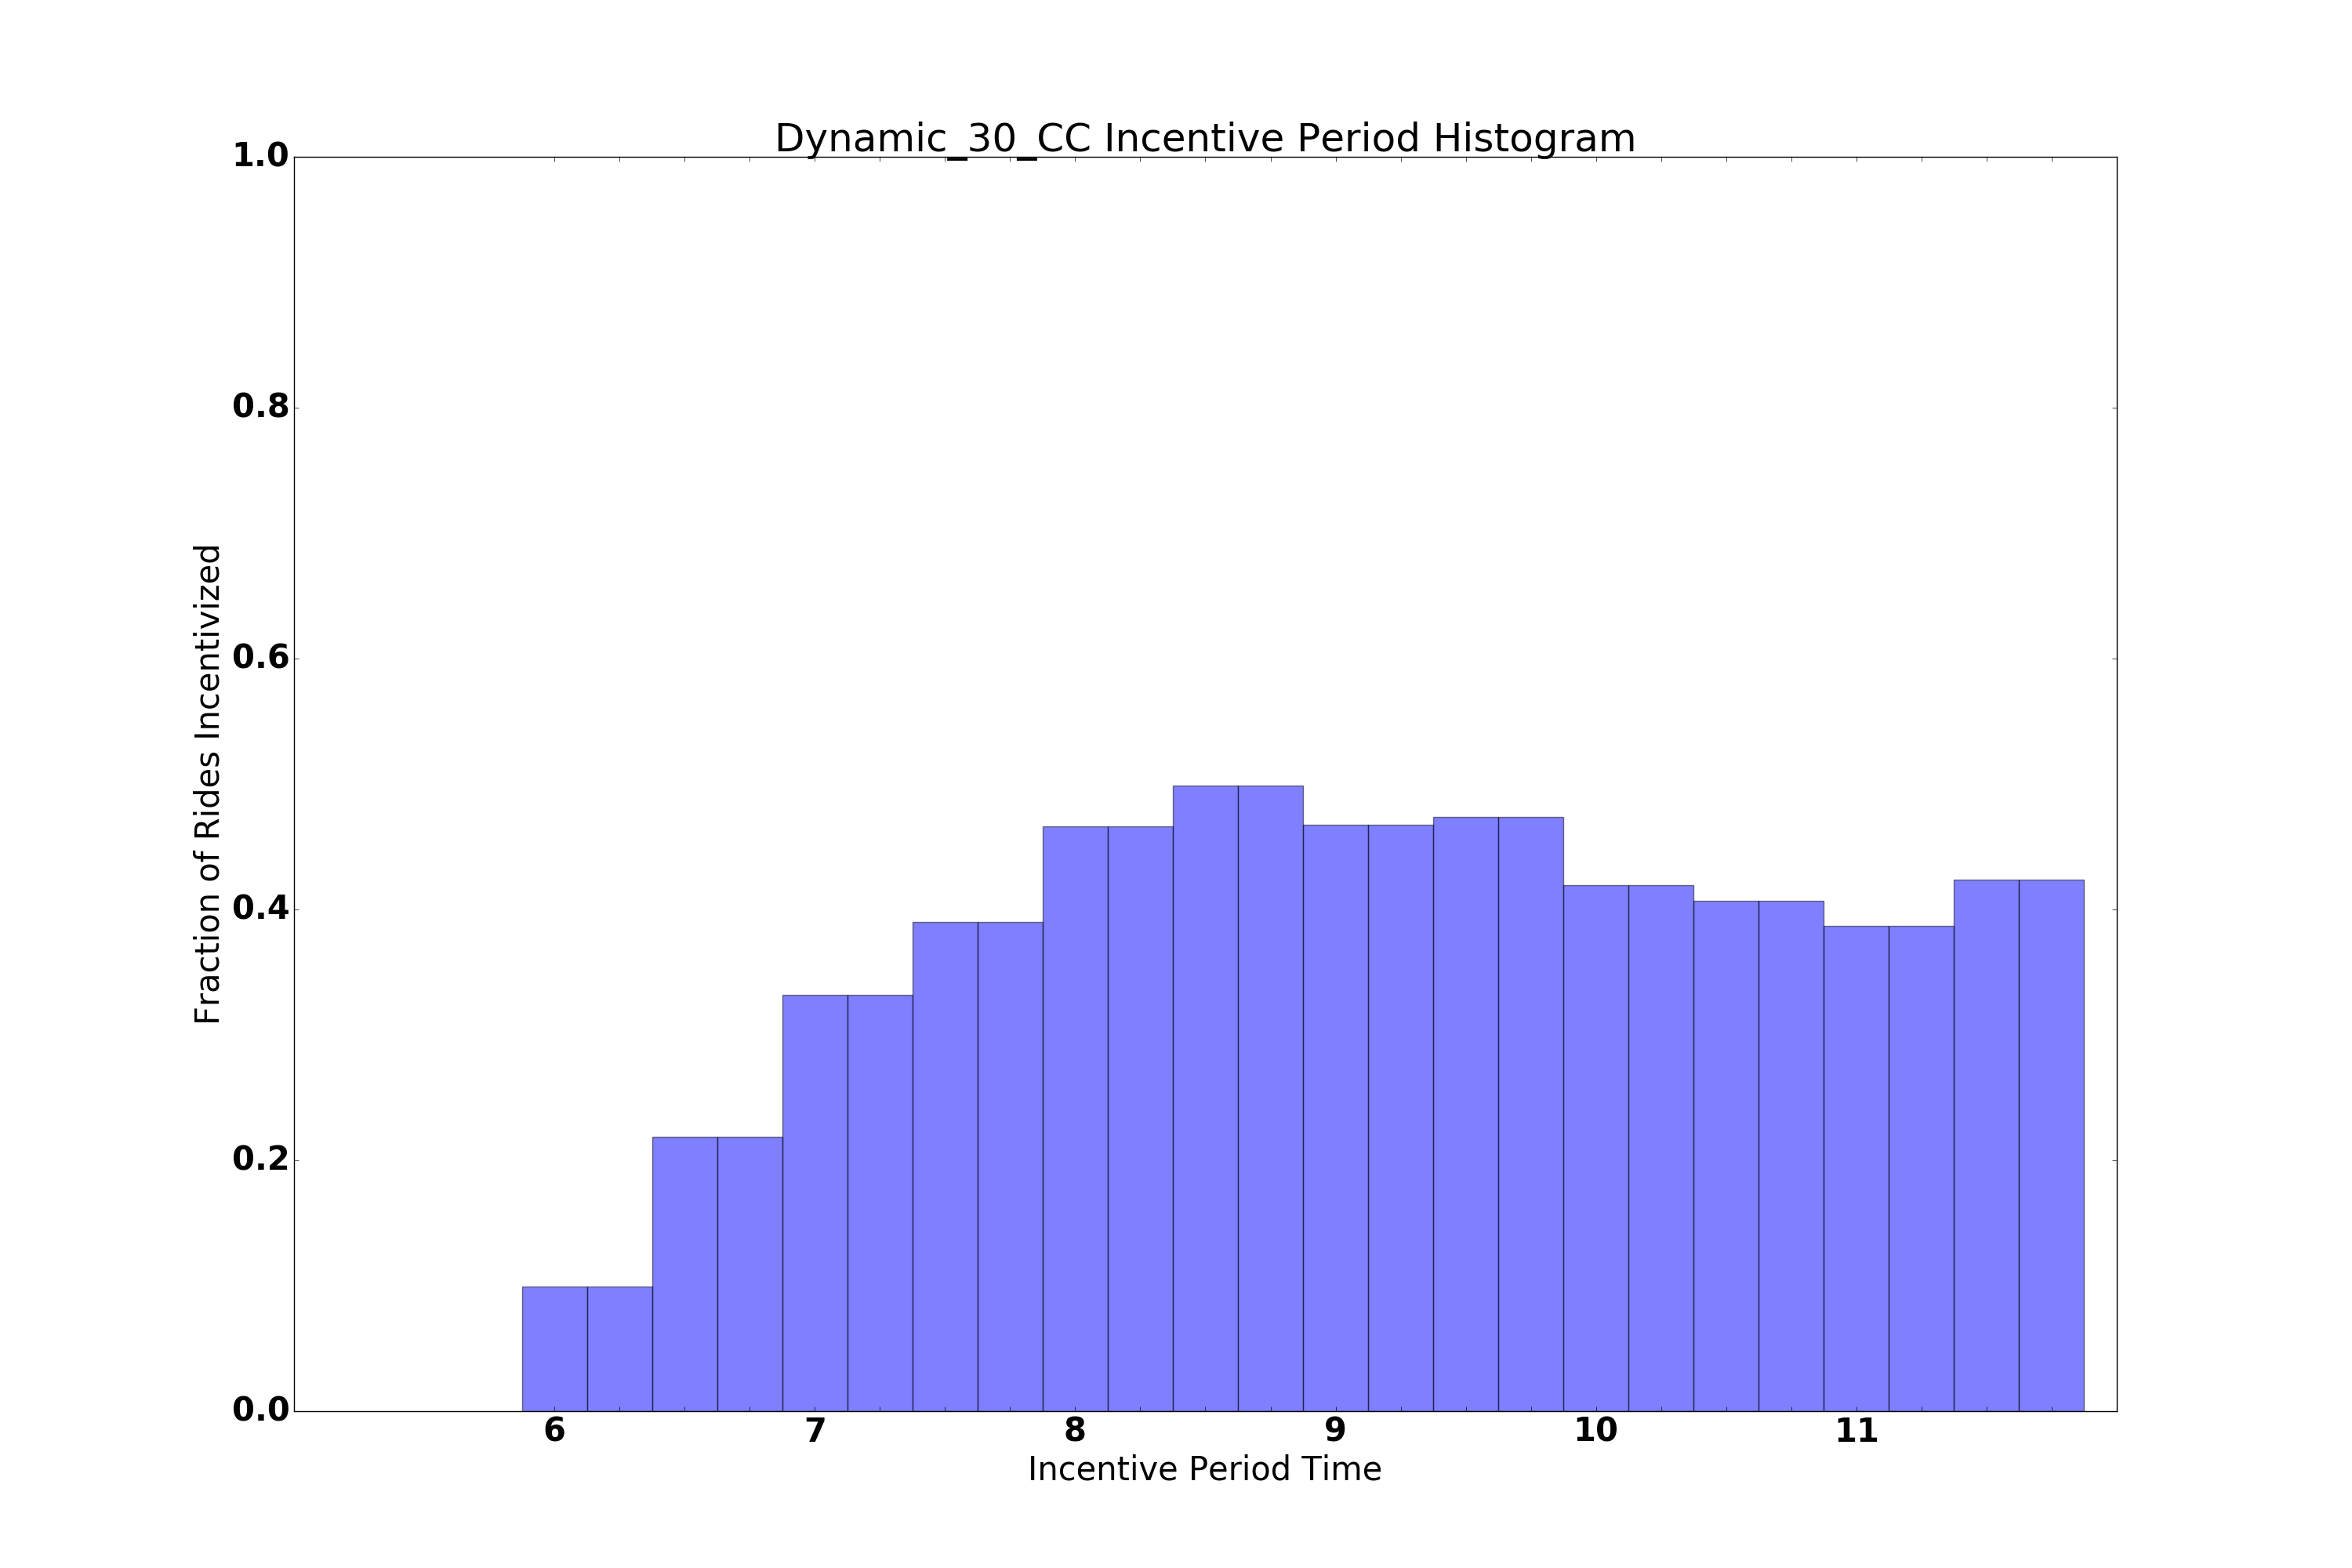 Dynamic_30_CC Incentive Period Histogram
1.0
0.8
0.6
0.4
0.2
0.0
Fraction of Rides Incentivized
6 7 8 9 10 11
Incentive Period Time